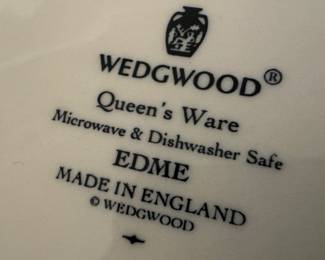 WEDGWOOD®
Queen's Ware
Microwave & Dishwasher Safe
EDME
MADE IN ENGLAND
© WEDGWOOD